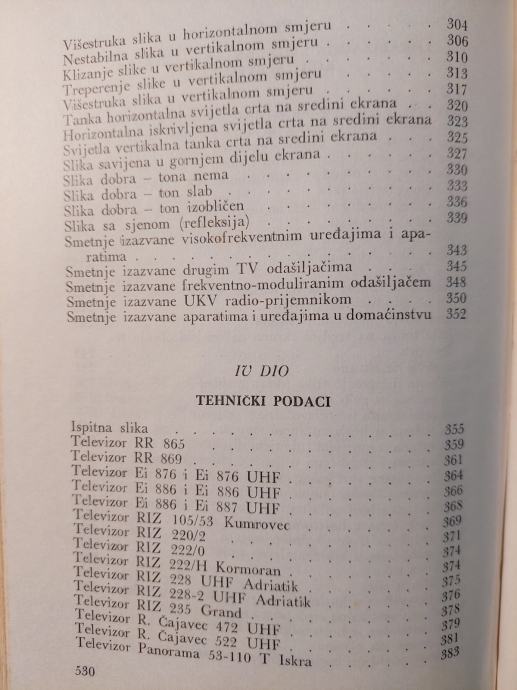 Višestruka slika u horizontalnom smjeru . . . . 304
Nestabilna slika u vertikalnom smjeru . . . . . 306
Klizanje slike u vertikalnom smjeru . . . . . 310
Treperenje slike u vertikalnom smjeru . . . . 313
Višestruka slika u vertikalnom smjeru . . . . . 317
Tanka horizontalna svijetla crta na sredini ekrana . . 320
Horizontalna iskrivljena svijetla crta na sredini ekrana 323
Svijetla vertikalna tanka crta na sredini ekrana . . . 325
Slika savijena u gornjem dijelu ekrana . . . . . 327
Slika dobra – tona nema . . . . . . . . 330
Slika dobra – ton slab . . . . . . . . . 333
Slika dobra – ton izobličen . . . . . . . . 336
Slika sa sjenom (refleksija) . . . . . . . . 339
Smetnje izazvane visokofrekventnim uređajima i apa-
ratima . . . . . . . . . . . . . 343
Smetnje izazvane drugim TV odašiljačima . . . . 345
Smetnje izazvane frekventno-moduliranim odašiljačem 348
Smetnje izazvane UKV radio-prijemnikom . . . . 350
Smetnje izazvane aparatima i uređajima u domaćinstvu 352
IV DIO
TEHNIČKI PODACI
Ispitna slika . . . . . . . . . . . 355
Televizor RR 865 . . . . . . . . . . 359
Televizor RR 869 . . . . . . . . . . 361
Televizor Ei 876 i Ei 876 UHF . . . . . . 364
Televizor Ei 886 i Ei 886 UHF . . . . . . 366
Televizor Ei 886 i Ei 887 UHF . . . . . . 368
Televizor RIZ 105/53 Kumrovec . . . . . . 369
Televizor RIZ 220/2 . . . . . . . . . 371
Televizor RIZ 222/0 . . . . . . . . . 374
Televizor RIZ 222/H Kormoran . . . . . . 374
Televizor RIZ 228 UHF Adriatik . . . . . . 375
Televizor RIZ 228-2 UHF Adriatik . . . . . 376
Televizor RIZ 235 Grand . . . . . . . . 378
Televizor R. Čajavec 472 UHF . . . . . . 379
Televizor R. Čajavec 522 UHF . . . . . . 381
Televizor Panorama 53-110 T Iskra . . . . . 383
530